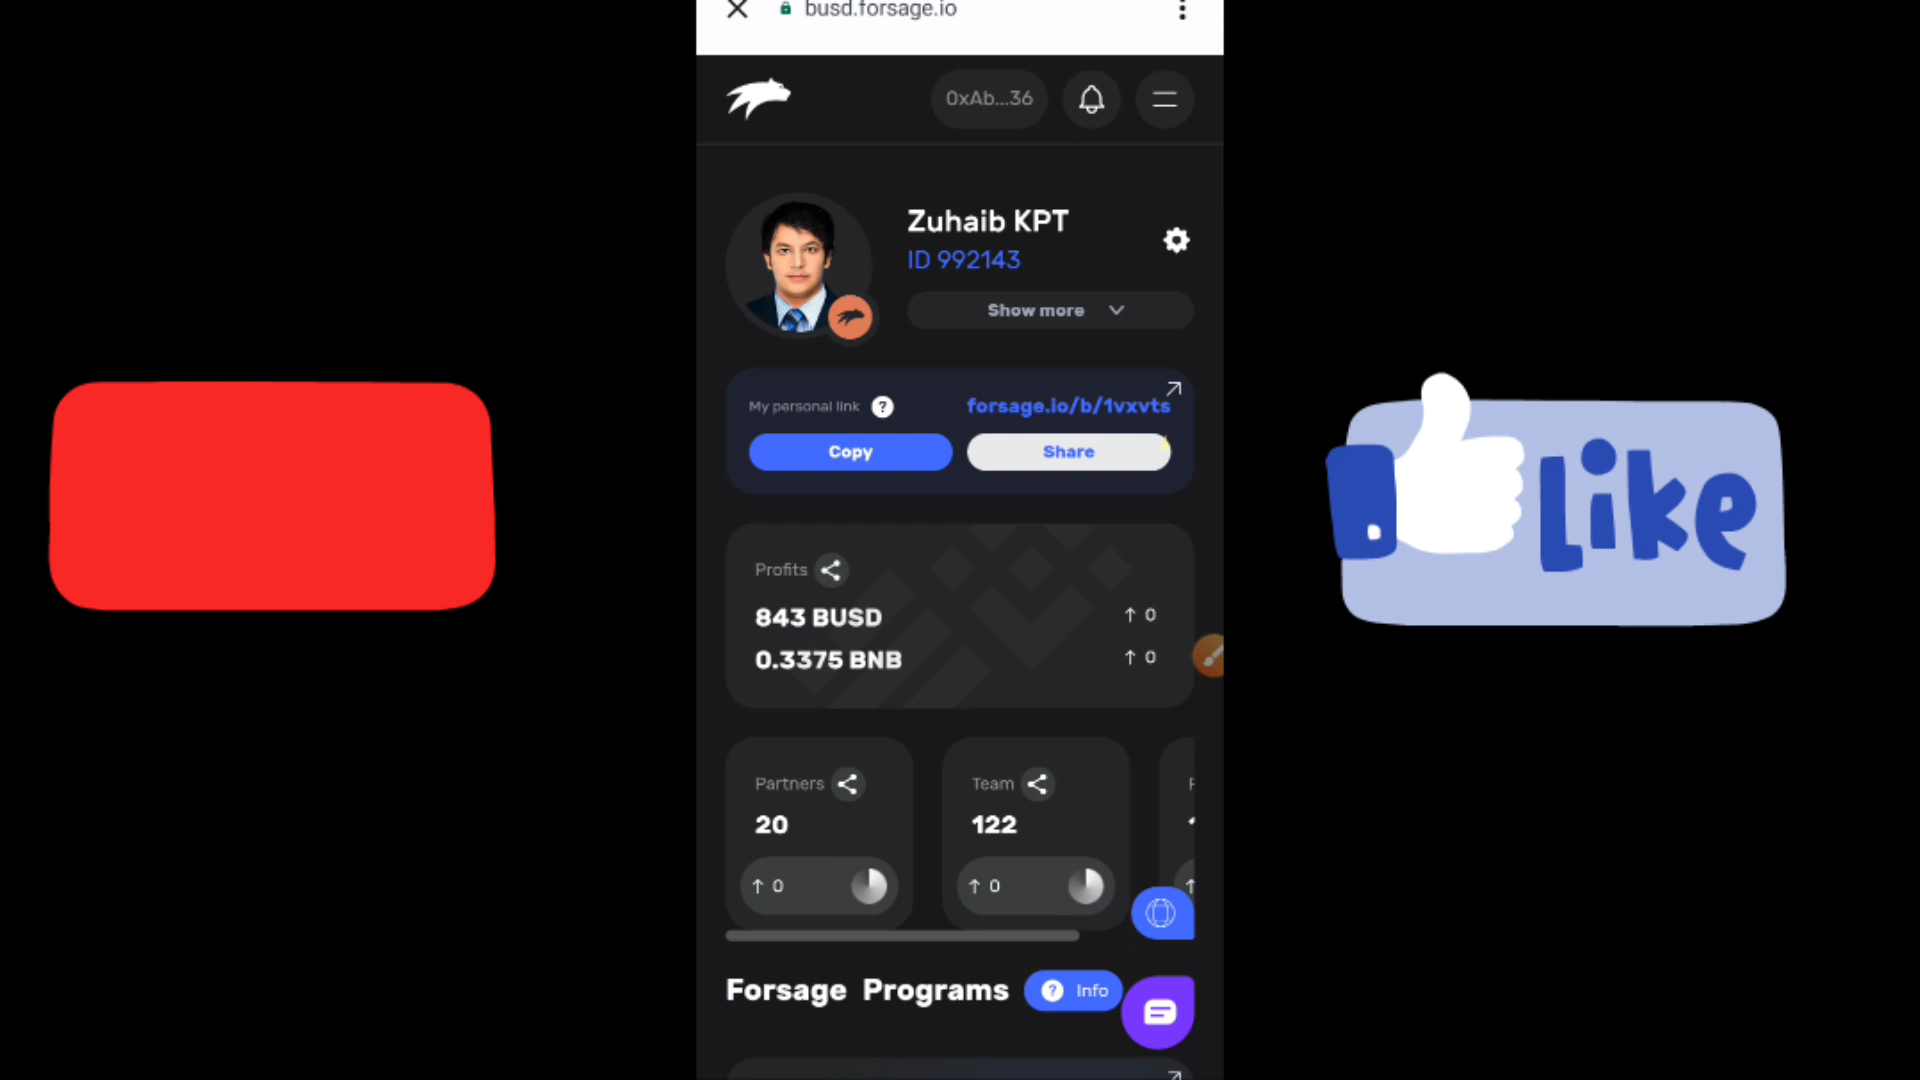 busd.forsage.io
0xAb...36
Zuhaib KPT
ID 992143
Show more
My personal link ?
forsage.io/b/1vxvts
Copy
Share
Profits
843 BUSD
↑ 0
0.3375 BNB
↑ 0
Partners
20
↑ 0
Team
122
↑ 0
Forsage Programs
? Info
Like